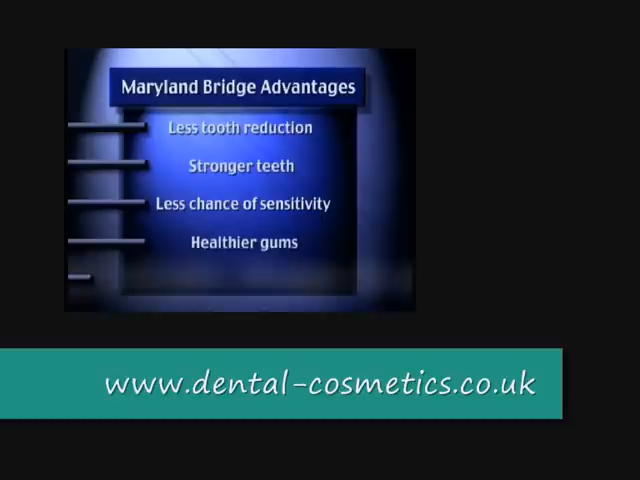 Maryland Bridge Advantages
Less tooth reduction
Stronger teeth
Less chance of sensitivity
Healthier gums
www.dental-cosmetics.co.uk